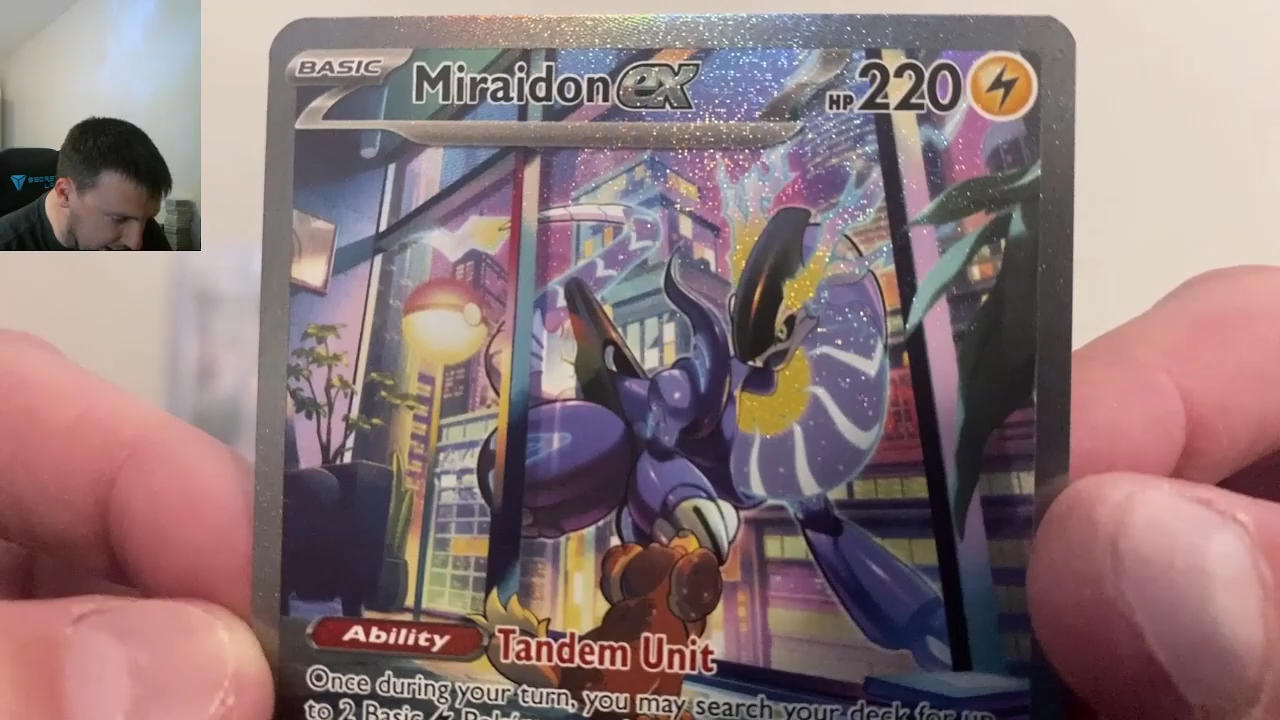 BASIC
Miraidon ex
HP 220
Ability
Tandem Unit
Once during your turn, you may search your deck for up
to 2 Basic